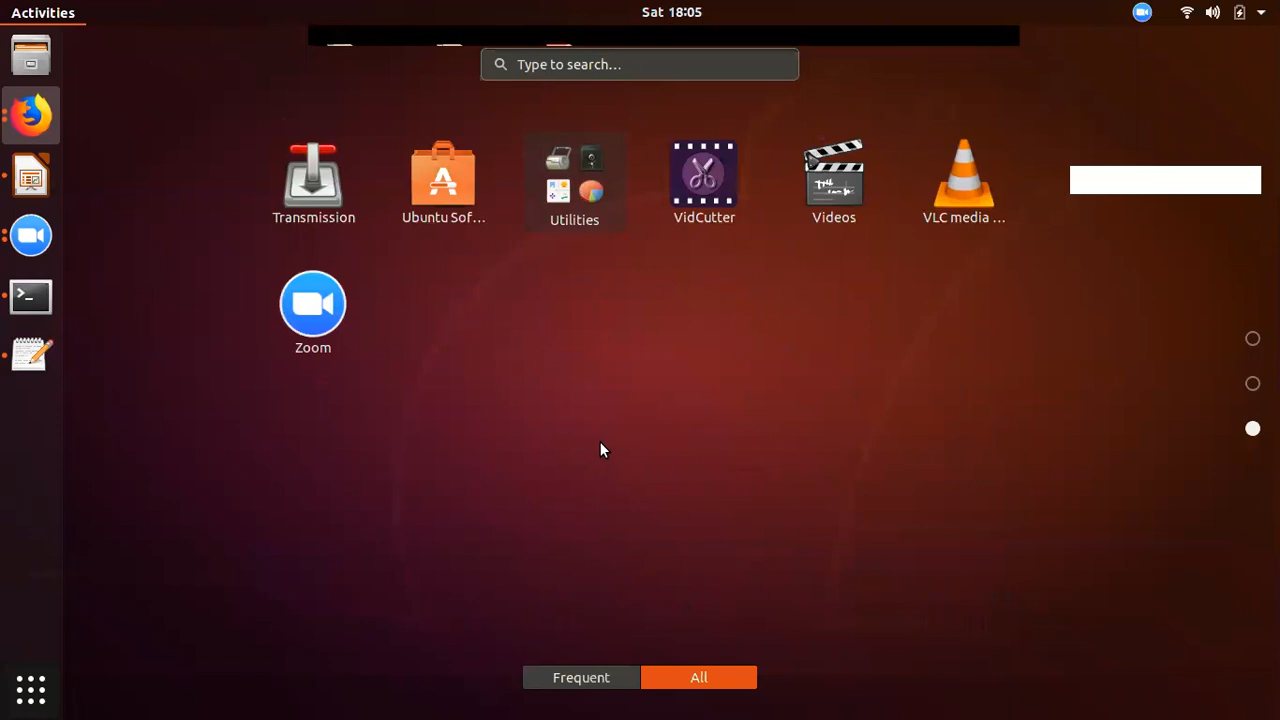 Activities
Sat 18:05
Type to search...
Transmission
Ubuntu Sof...
Utilities
VidCutter
Videos
VLC media ...
Zoom
Frequent
All